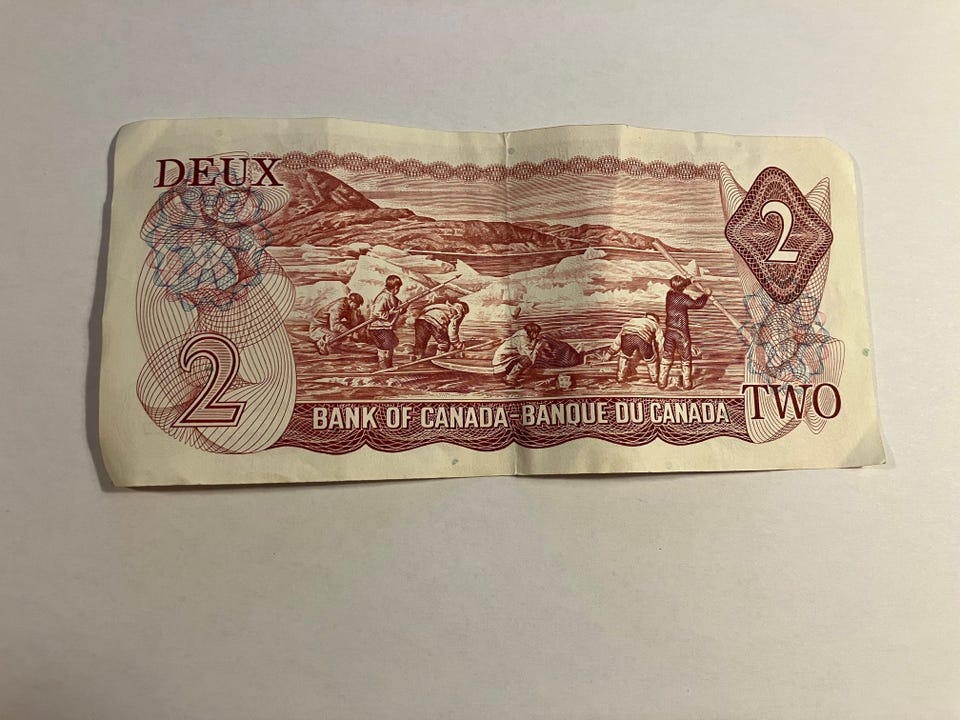 DEUX
2
2
BANK OF CANADA-BANQUE DU CANADA
TWO